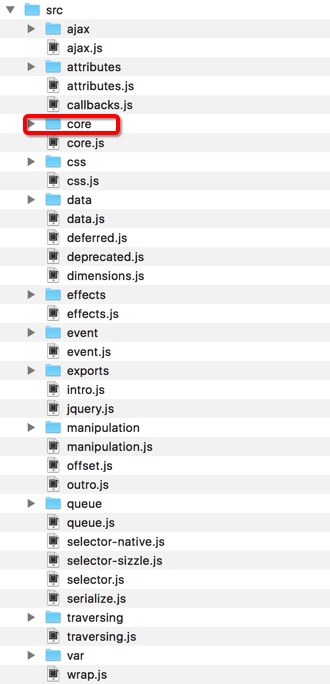 src
ajax
ajax.js
attributes
attributes.js
callbacks.js
core
core.js
css
css.js
data
data.js
deferred.js
deprecated.js
dimensions.js
effects
effects.js
event
event.js
exports
intro.js
jquery.js
manipulation
manipulation.js
offset.js
outro.js
queue
queue.js
selector-native.js
selector-sizzle.js
selector.js
serialize.js
traversing
traversing.js
var
wrap.js